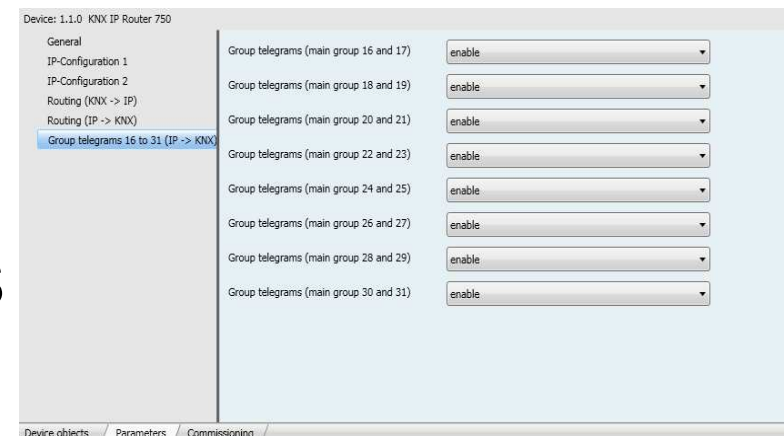 Device: 1.1.0 KNX IP Router 750
General
IP-Configuration 1
IP-Configuration 2
Routing (KNX -> IP)
Routing (IP -> KNX)
Group telegrams 16 to 31 (IP -> KNX)
Group telegrams (main group 16 and 17) enable
Group telegrams (main group 18 and 19) enable
Group telegrams (main group 20 and 21) enable
Group telegrams (main group 22 and 23) enable
Group telegrams (main group 24 and 25) enable
Group telegrams (main group 26 and 27) enable
Group telegrams (main group 28 and 29) enable
Group telegrams (main group 30 and 31) enable
Device objects / Parameters / Commissioning /